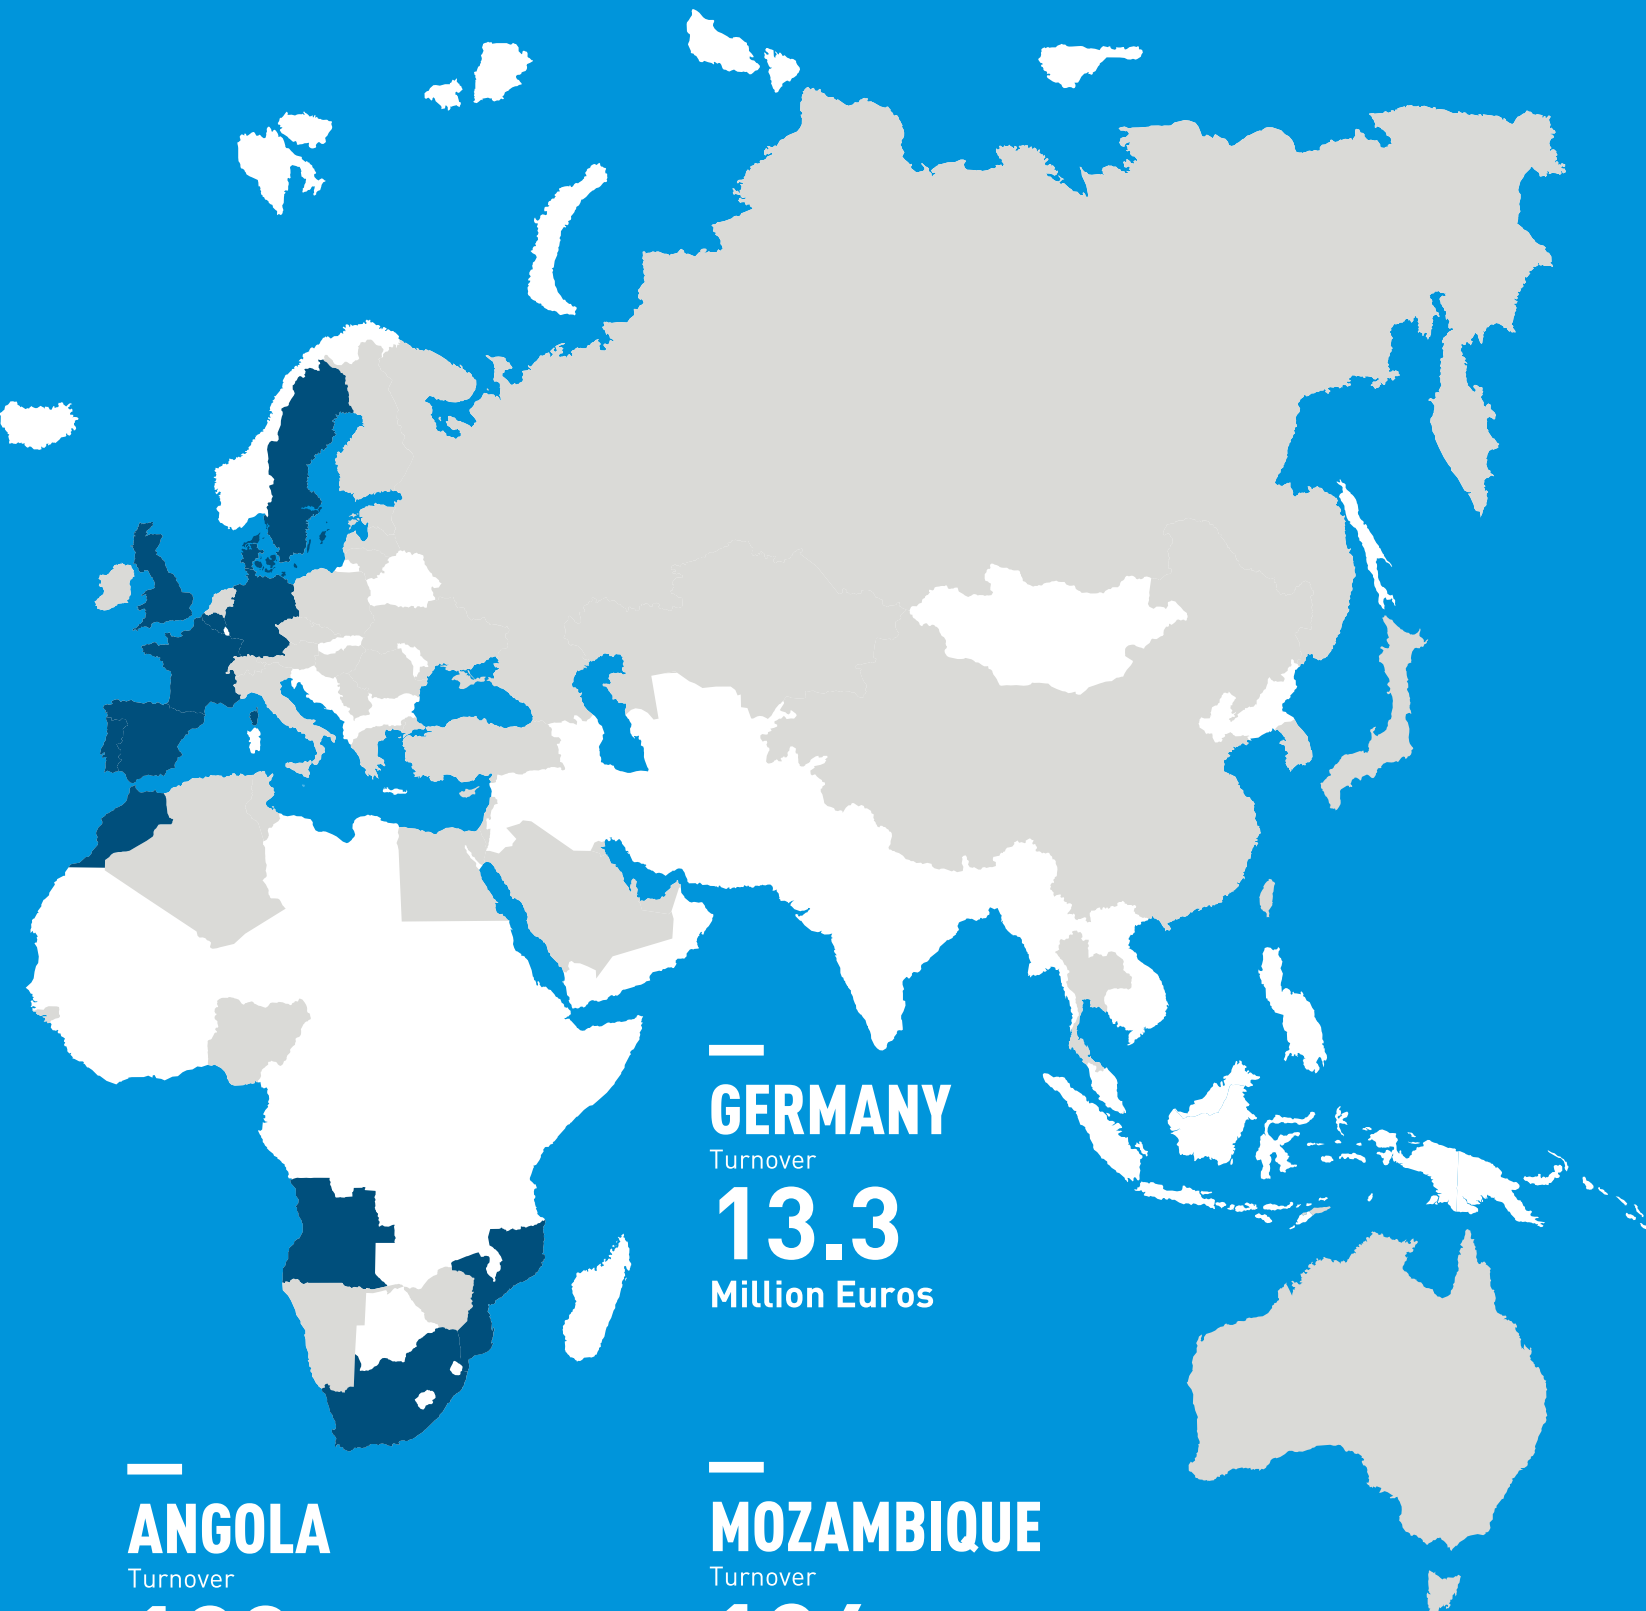 GERMANY
Turnover
13.3
Million Euros
ANGOLA
Turnover
MOZAMBIQUE
Turnover